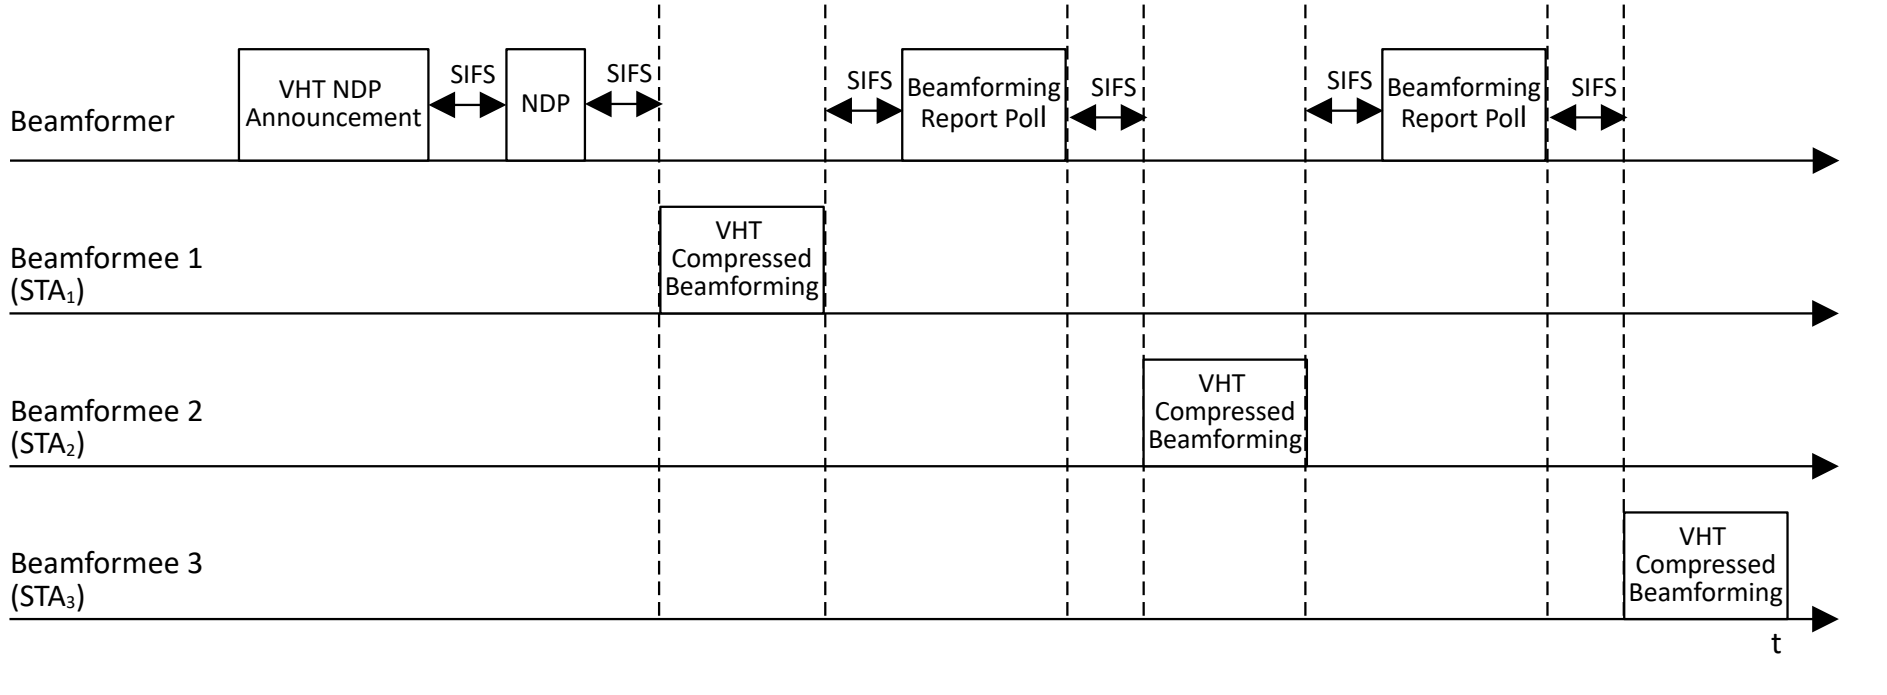 Beamformer
VHT NDP
Announcement
SIFS
NDP
SIFS
SIFS
Beamforming
Report Poll
SIFS
SIFS
Beamforming
Report Poll
SIFS
Beamformee 1
(STA₁)
VHT
Compressed
Beamforming
Beamformee 2
(STA₂)
VHT
Compressed
Beamforming
Beamformee 3
(STA₃)
VHT
Compressed
Beamforming
t